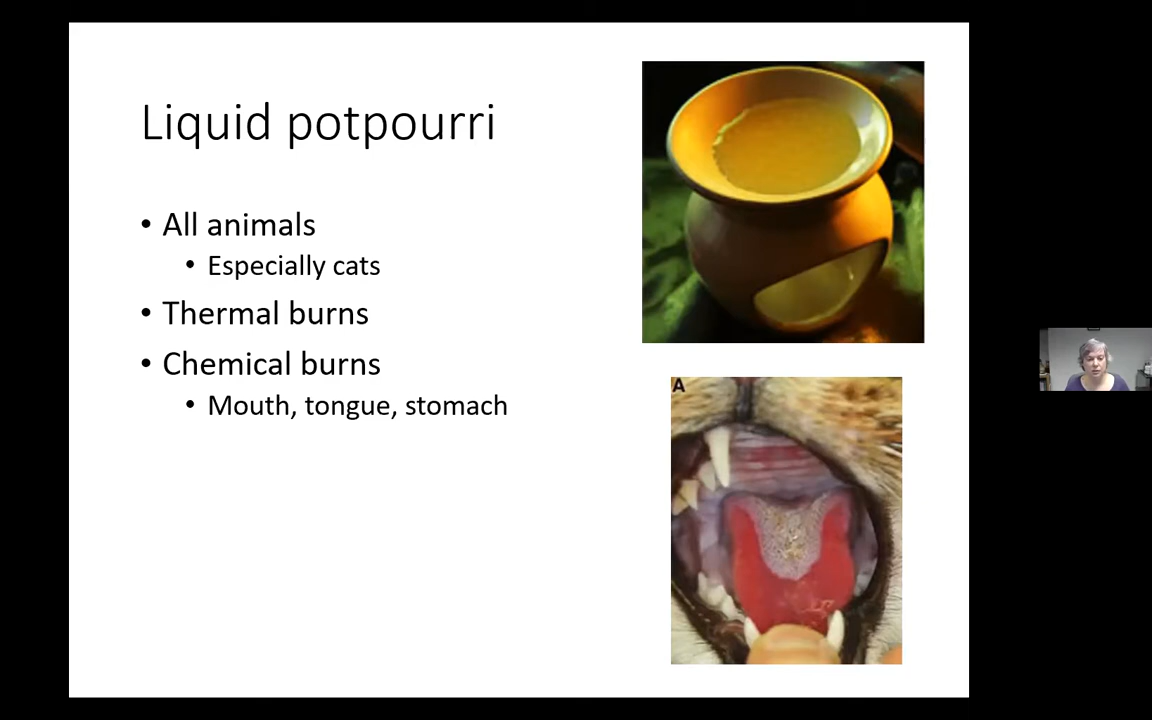 Liquid potpourri
• All animals
• Especially cats
• Thermal burns
• Chemical burns
• Mouth, tongue, stomach
A